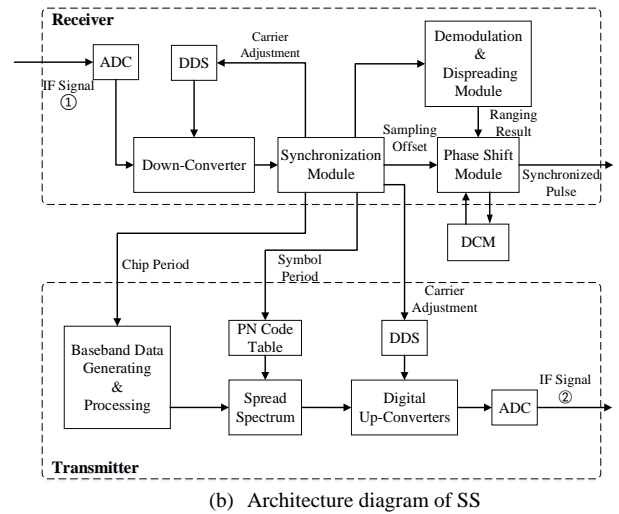 Receiver
ADC
IF Signal
①
DDS
Carrier
Adjustment
Down-Converter
Synchronization
Module
Demodulation
&
Dispreading
Module
Ranging
Result
Sampling
Offset
Phase Shift
Module
Synchronized
Pulse
DCM
Chip Period
Symbol
Period
Carrier
Adjustment
Baseband Data
Generating
&
Processing
PN Code
Table
DDS
Spread
Spectrum
Digital
Up-Converters
ADC
IF Signal
②
Transmitter
(b) Architecture diagram of SS